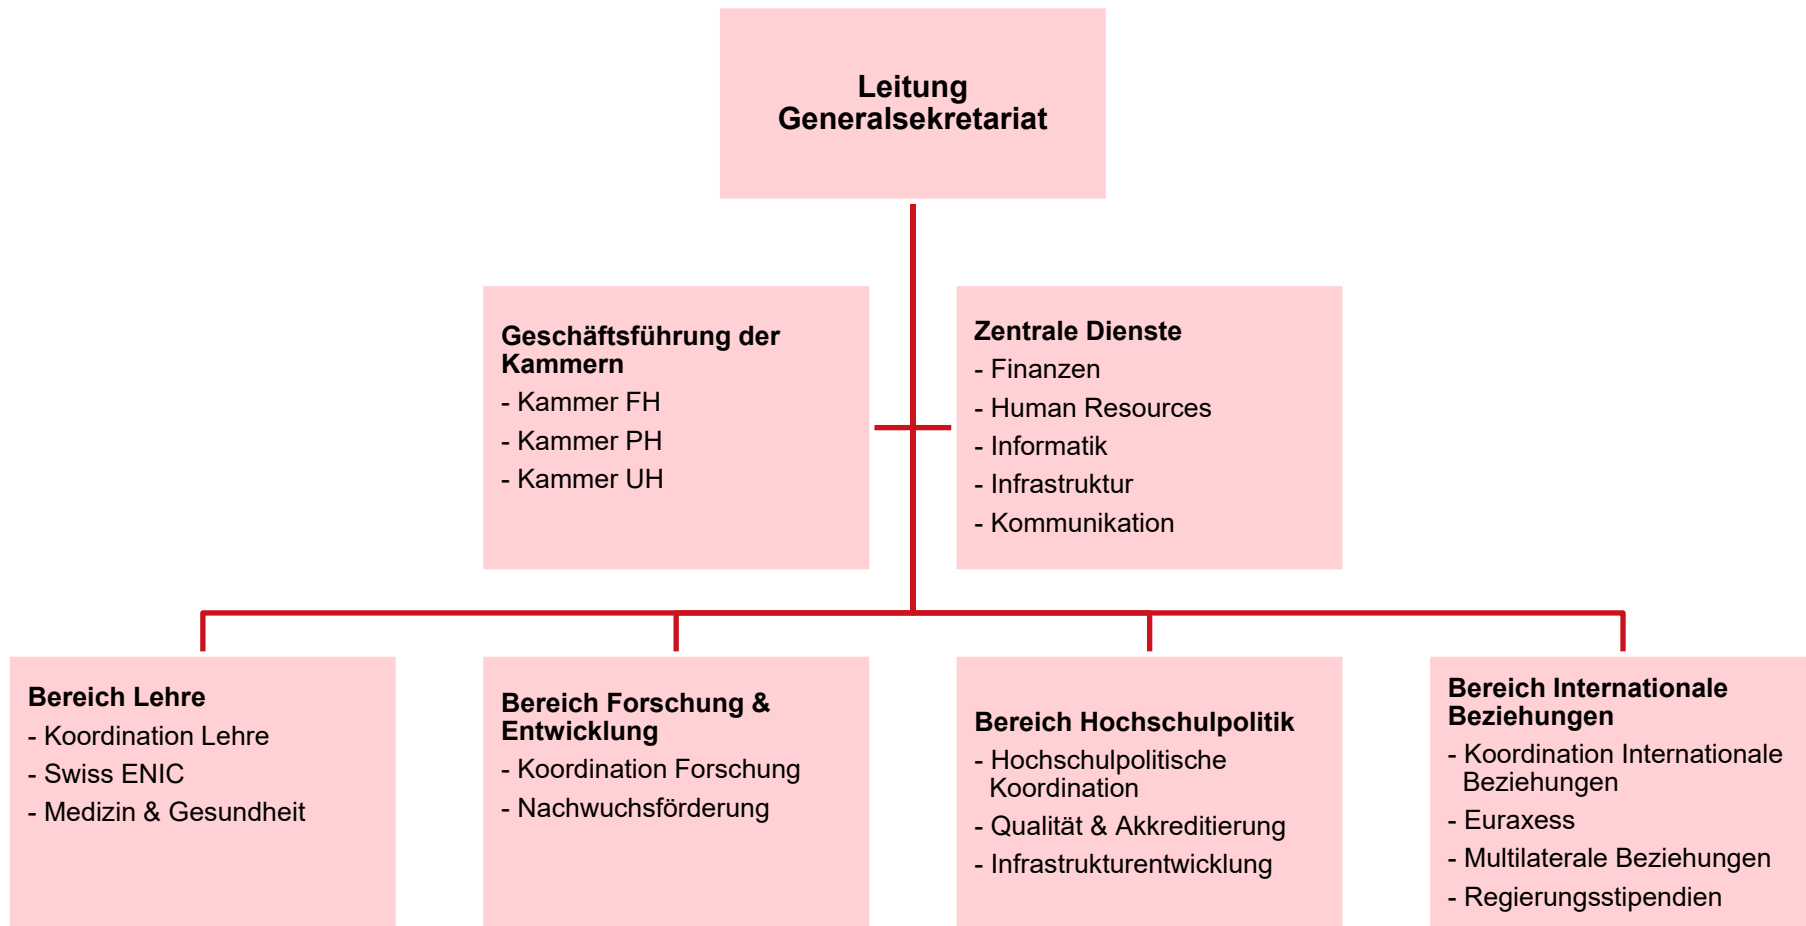 Leitung
Generalsekretariat
Geschäftsführung der
Kammern
- Kammer FH
- Kammer PH
- Kammer UH
Zentrale Dienste
- Finanzen
- Human Resources
- Informatik
- Infrastruktur
- Kommunikation
Bereich Lehre
- Koordination Lehre
- Swiss ENIC
- Medizin & Gesundheit
Bereich Forschung &
Entwicklung
- Koordination Forschung
- Nachwuchsförderung
Bereich Hochschulpolitik
- Hochschulpolitische
Koordination
- Qualität & Akkreditierung
- Infrastrukturentwicklung
Bereich Internationale
Beziehungen
- Koordination Internationale
Beziehungen
- Euraxess
- Multilaterale Beziehungen
- Regierungsstipendien